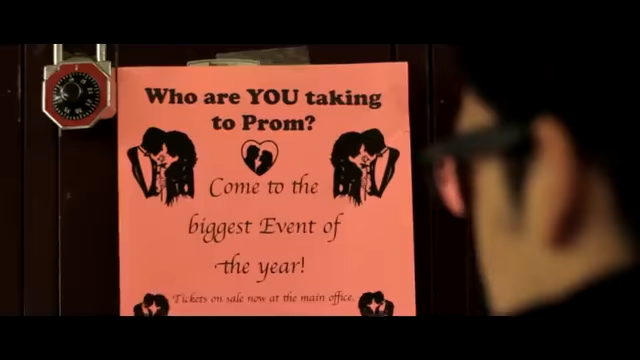 Who are YOU taking
to Prom?
Come to the
biggest Event of
the year!
Tickets on sale now at the main office.